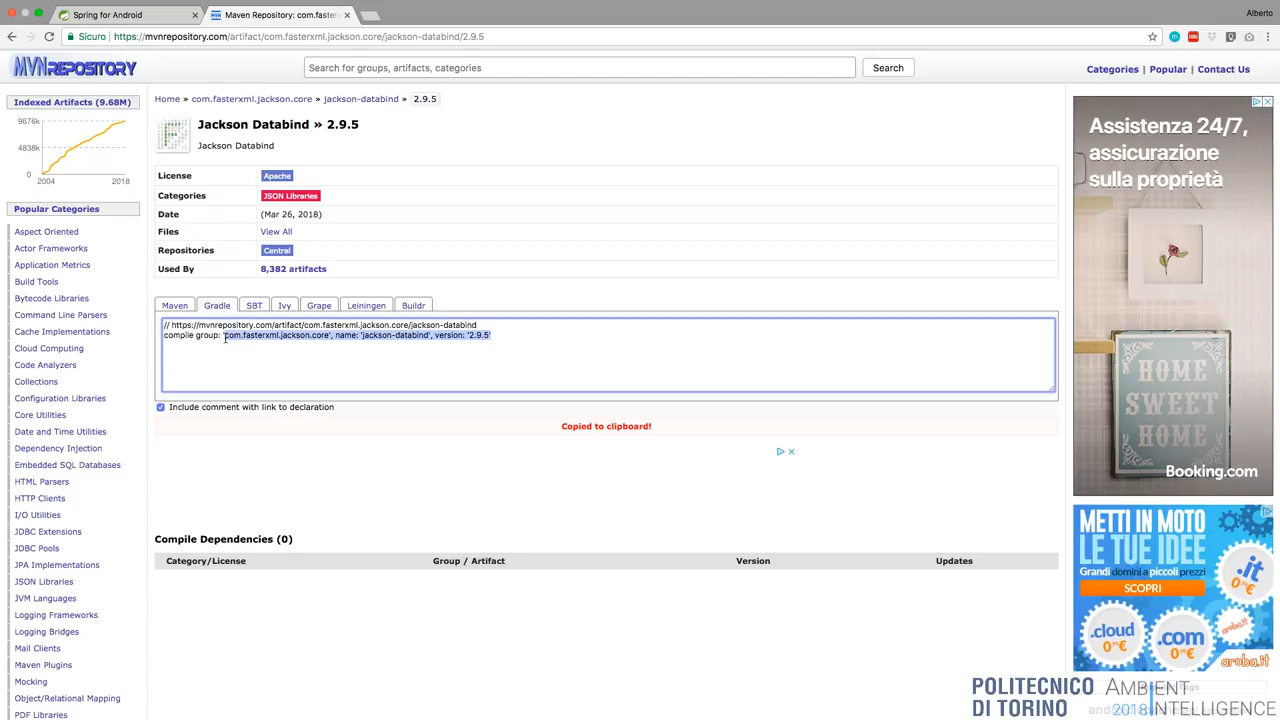 Spring for Android
Maven Repository: com.faster
Alberto
Sicuro
https://mvnrepository.com/artifact/com.fasterxml.jackson.core/jackson-databind/2.9.5
MVNREPOSITORY
Search for groups, artifacts, categories
Search
Categories | Popular | Contact Us
Indexed Artifacts (9.68M)
9676k
4838k
0
2004
2018
Popular Categories
Aspect Oriented
Actor Frameworks
Application Metrics
Build Tools
Bytecode Libraries
Command Line Parsers
Cache Implementations
Cloud Computing
Code Analyzers
Collections
Configuration Libraries
Core Utilities
Date and Time Utilities
Dependency Injection
Embedded SQL Databases
HTML Parsers
HTTP Clients
I/O Utilities
JDBC Extensions
JDBC Pools
JPA Implementations
JSON Libraries
JVM Languages
Logging Frameworks
Logging Bridges
Mail Clients
Maven Plugins
Mocking
Object/Relational Mapping
PDF Libraries
Home » com.fasterxml.jackson.core » jackson-databind » 2.9.5
Jackson Databind » 2.9.5
Jackson Databind
License
Apache
Categories
JSON Libraries
Date
(Mar 26, 2018)
Files
View All
Repositories
Central
Used By
8,382 artifacts
Maven
Gradle
SBT
Ivy
Grape
Leiningen
Buildr
// https://mvnrepository.com/artifact/com.fasterxml.jackson.core/jackson-databind
compile group: 'com.fasterxml.jackson.core', name: 'jackson-databind', version: '2.9.5'
Include comment with link to declaration
Copied to clipboard!
Compile Dependencies (0)
Category/License
Group / Artifact
Version
Updates
Assistenza 24/7,
assicurazione
sulla proprietà
HOME
SWEET
HOME
Booking.com
METTI IN MOTO
LE TUE IDEE
Grandi domini a piccoli prezzi
SCOPRI
.it
0°°€
.cloud
0°°€
.com
0°°€
aruba.it
POLITECNICO
DI TORINO
AMBIENT
2018 INTELLIGENCE